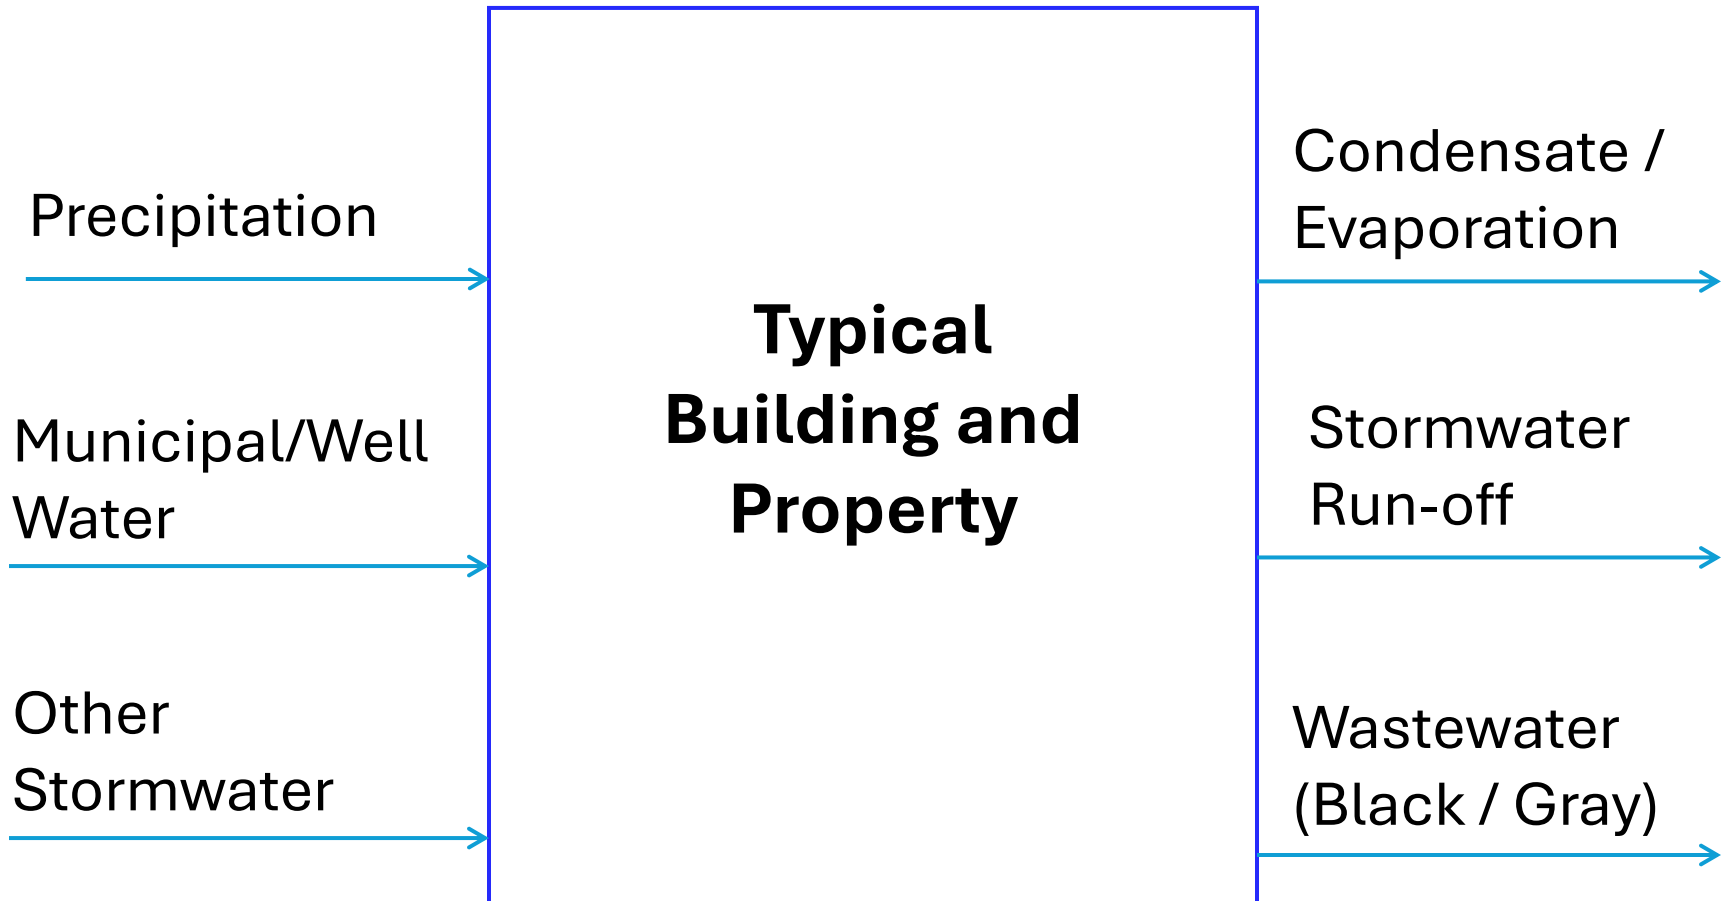 Precipitation
Municipal/Well
Water
Other
Stormwater
Typical
Building and
Property
Condensate /
Evaporation
Stormwater
Run-off
Wastewater
(Black / Gray)